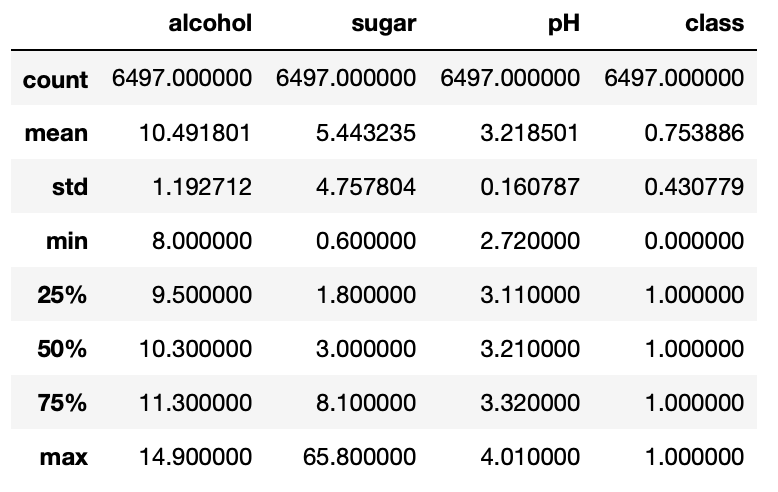 alcohol sugar pH class
count 6497.000000 6497.000000 6497.000000 6497.000000
mean 10.491801 5.443235 3.218501 0.753886
std 1.192712 4.757804 0.160787 0.430779
min 8.000000 0.600000 2.720000 0.000000
25% 9.500000 1.800000 3.110000 1.000000
50% 10.300000 3.000000 3.210000 1.000000
75% 11.300000 8.100000 3.320000 1.000000
max 14.900000 65.800000 4.010000 1.000000